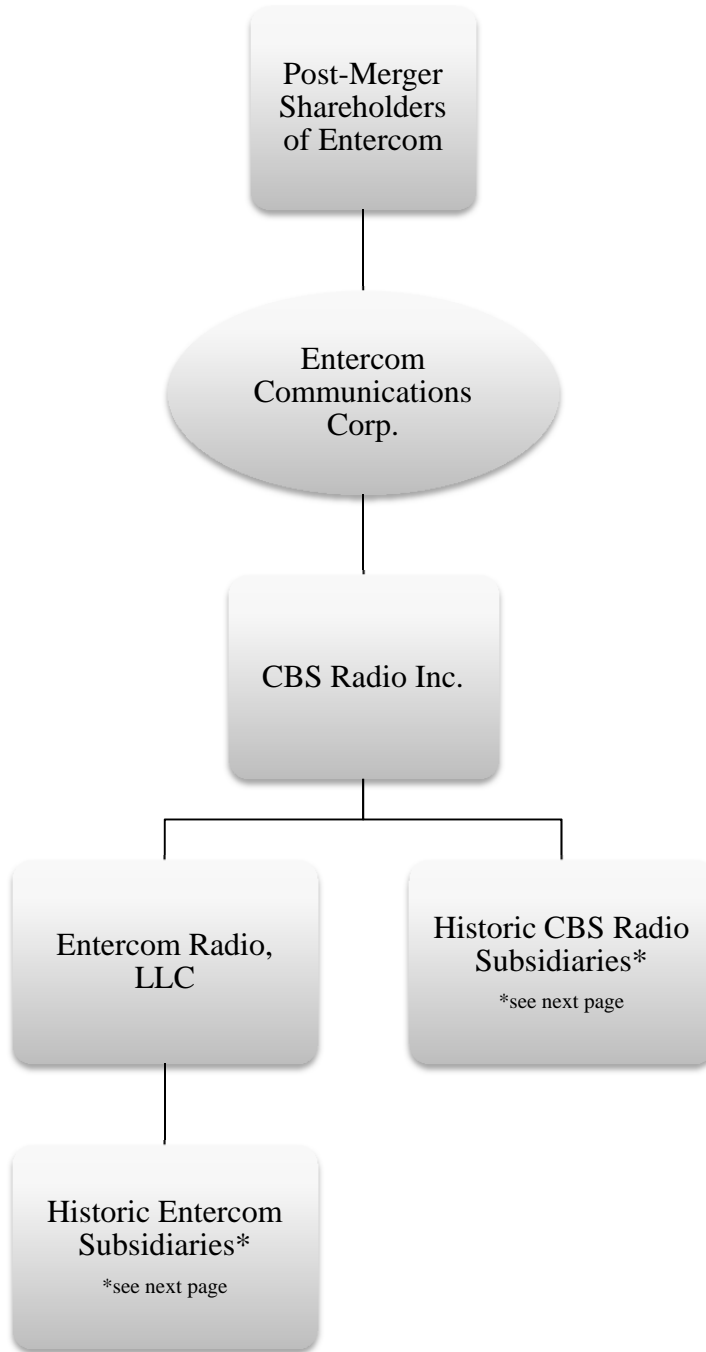 Post-Merger
Shareholders
of Entercom
Entercom
Communications
Corp.
CBS Radio Inc.
Entercom Radio,
LLC
Historic CBS Radio
Subsidiaries*
*see next page
Historic Entercom
Subsidiaries*
*see next page